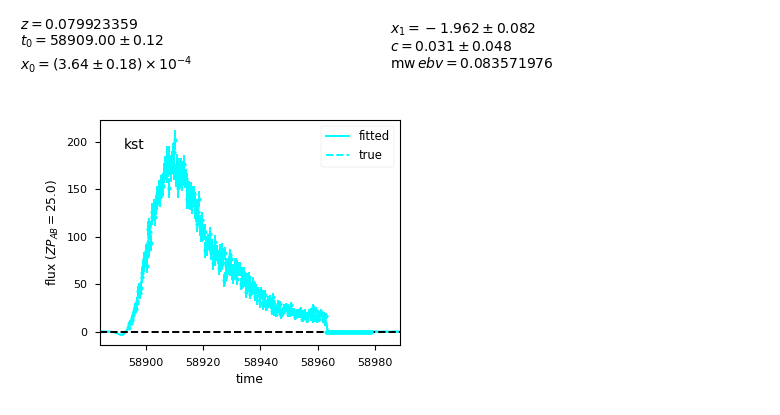 z = 0.079923359
t₀ = 58909.00 ± 0.12
x₀ = (3.64 ± 0.18) × 10⁻⁴
x₁ = −1.962 ± 0.082
c = 0.031 ± 0.048
mw ebv = 0.083571976
kst
fitted
true
flux (ZP_AB = 25.0)
200
150
100
50
0
58900 58920 58940 58960 58980
time